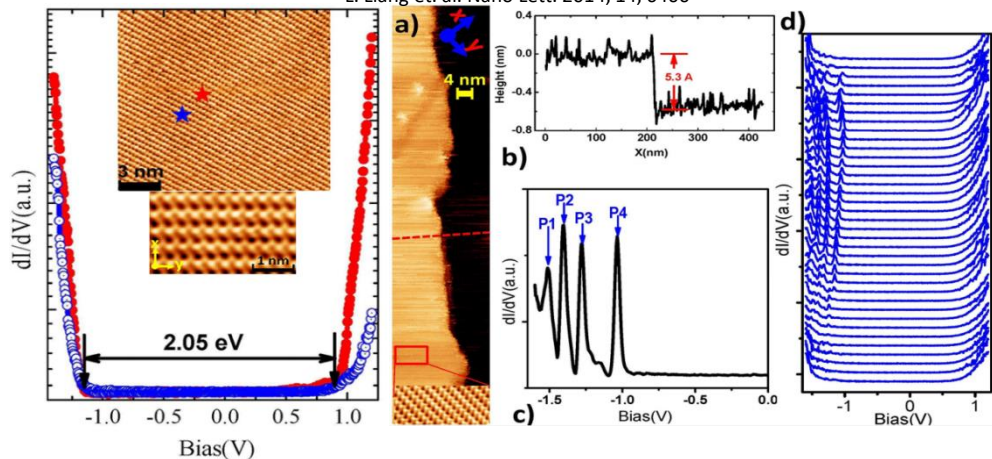 L. Liang et. al. Nano Lett. 2014, 14, 6400
dI/dV(a.u.)
3 nm
x
y
1 nm
2.05 eV
-1.0
-0.5
0.0
0.5
1.0
Bias(V)
a)
x
y
4 nm
Height (nm)
0.0
-0.4
-0.8
5.3 A
0
100
200
300
400
X(nm)
b)
dI/dV(a.u.)
P1
P2
P3
P4
-1.5
-1.0
-0.5
0.0
Bias(V)
c)
d)
dI/dV(a.u.)
-1
0
1
Bias(V)